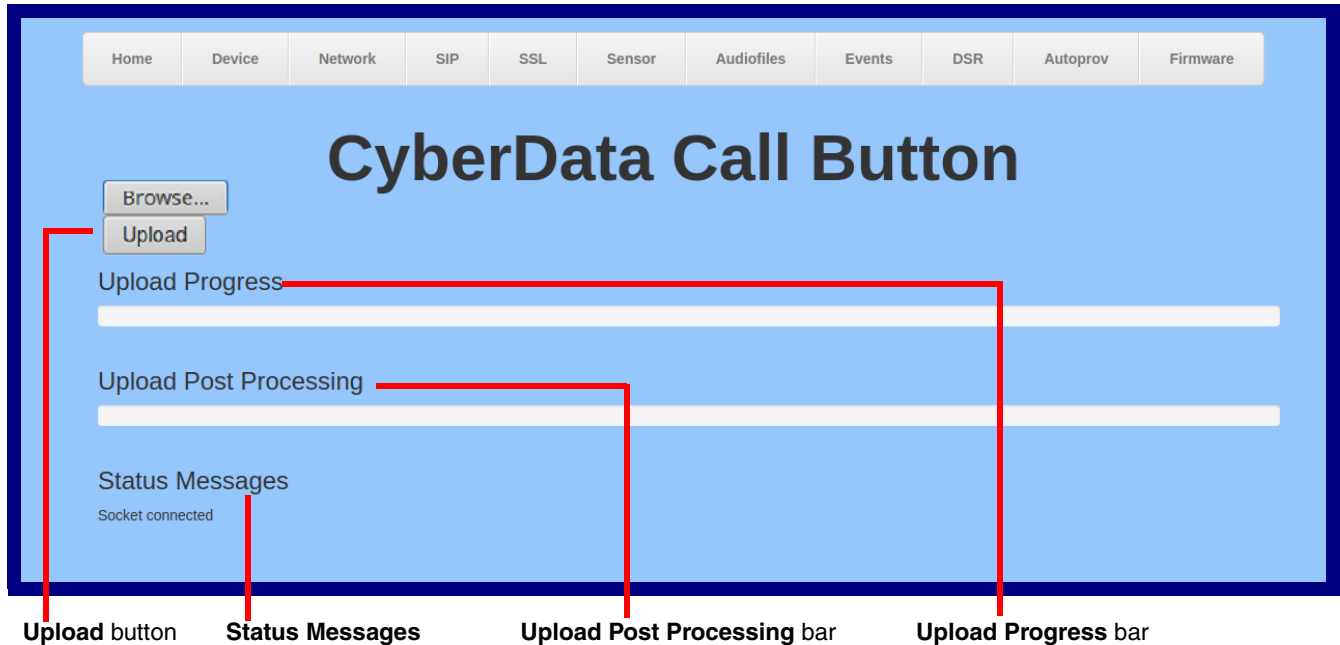 Home Device Network SIP SSL Sensor Audiofiles Events DSR Autoprov Firmware
CyberData Call Button
Browse...
Upload
Upload Progress
Upload Post Processing
Status Messages
Socket connected
Upload button Status Messages Upload Post Processing bar Upload Progress bar